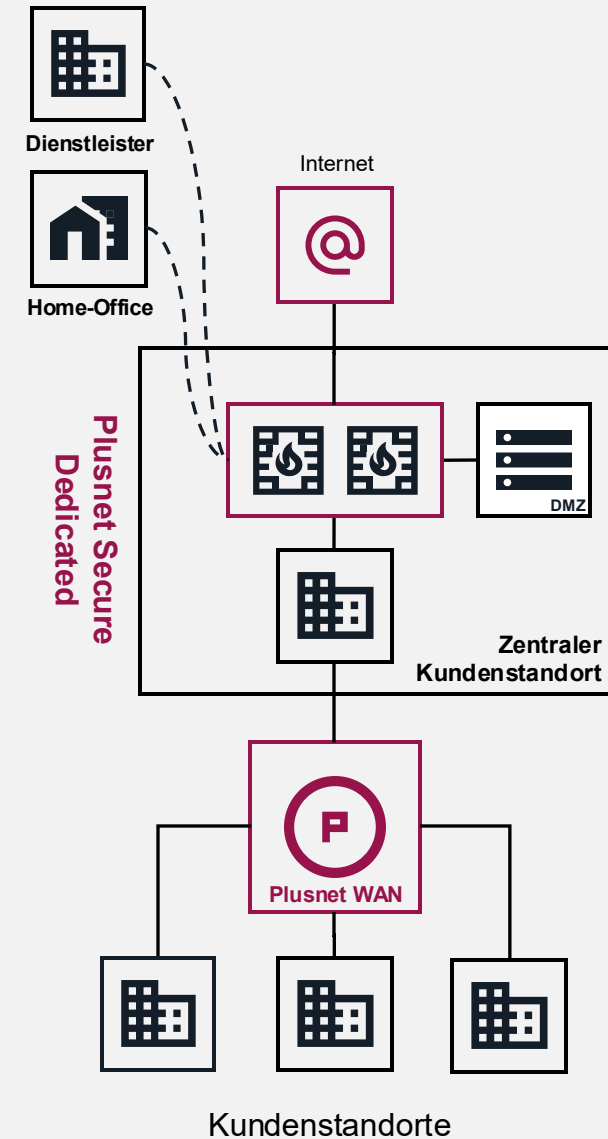 Dienstleister
Internet
Home-Office
Plusnet Secure
Dedicated
DMZ
Zentraler
Kundenstandort
P
Plusnet WAN
Kundenstandorte